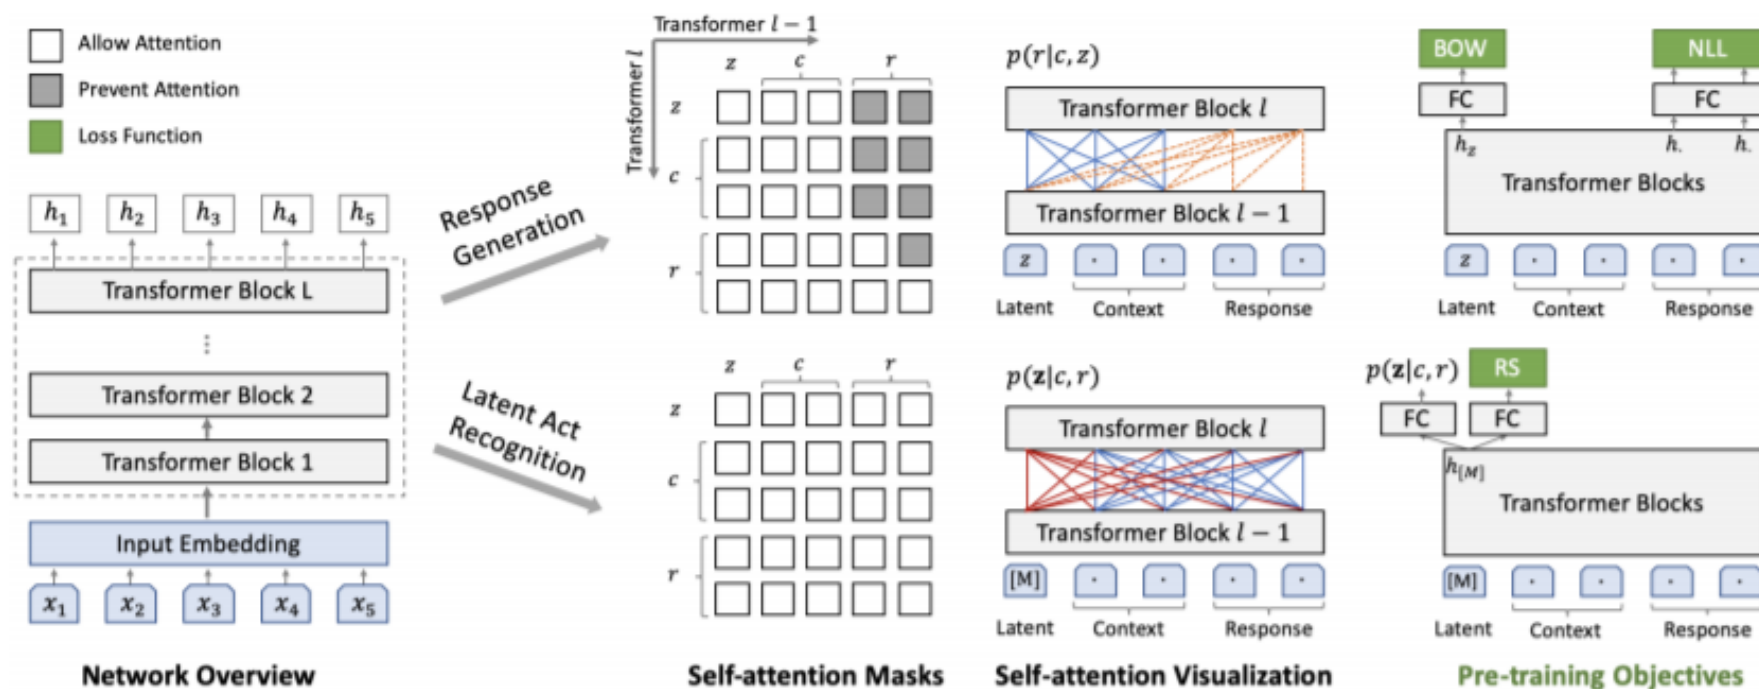 Allow Attention
Prevent Attention
Loss Function
h₁ h₂ h₃ h₄ h₅
Transformer Block L
⋮
Transformer Block 2
Transformer Block 1
Input Embedding
x₁ x₂ x₃ x₄ x₅
Network Overview
Response
Generation
Latent Act
Recognition
Transformer l − 1
Transformer l
z c r
z
c
r
z c r
z
c
r
Self-attention Masks
p(r|c, z)
Transformer Block l
Transformer Block l − 1
z
Latent Context Response
p(z|c, r)
Transformer Block l
Transformer Block l − 1
[M]
Latent Context Response
Self-attention Visualization
BOW NLL
FC FC
h_z h. h.
Transformer Blocks
z
Latent Context Response
p(z|c, r) RS
FC FC
h_[M]
Transformer Blocks
[M]
Latent Context Response
Pre-training Objectives